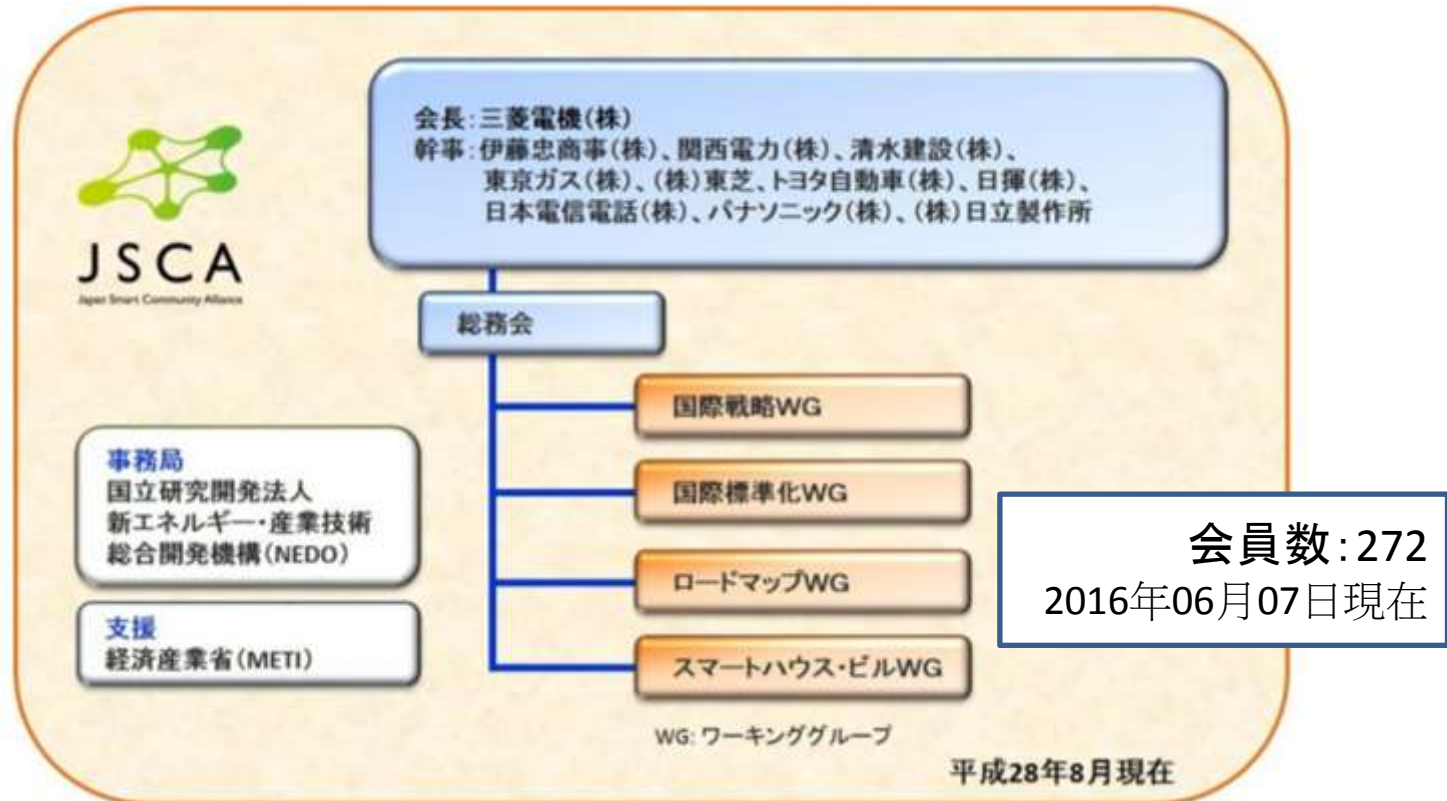 会長:三菱電機(株)
幹事:伊藤忠商事(株)、関西電力(株)、清水建設(株)、
東京ガス(株)、(株)東芝、トヨタ自動車(株)、日揮(株)、
日本電信電話(株)、パナソニック(株)、(株)日立製作所
JSCA
Japan Smart Community Alliance
総務会
国際戦略WG
事務局
国立研究開発法人
新エネルギー・産業技術
総合開発機構(NEDO)
国際標準化WG
会員数:272
2016年06月07日現在
ロードマップWG
支援
経済産業省(METI)
スマートハウス・ビルWG
WG: ワーキンググループ
平成28年8月現在